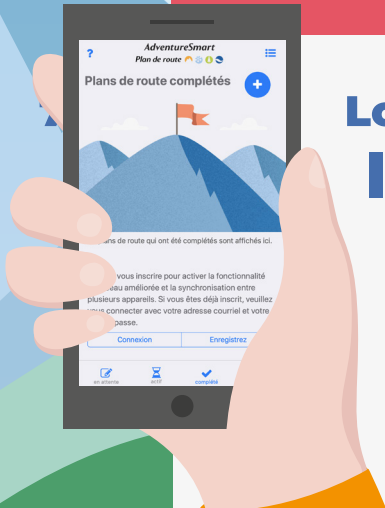 ?
AdventureSmart
Plan de route
Plans de route complétés
+
Lo
plans de route qui ont été complétés sont affichés ici.
vous inscrire pour activer la fonctionnalité
améliorée et la synchronisation entre
plusieurs appareils. Si vous êtes déjà inscrit, veuillez
vous connecter avec votre adresse courriel et votre
passe.
Connexion
Enregistrez
en attente
actif
complété